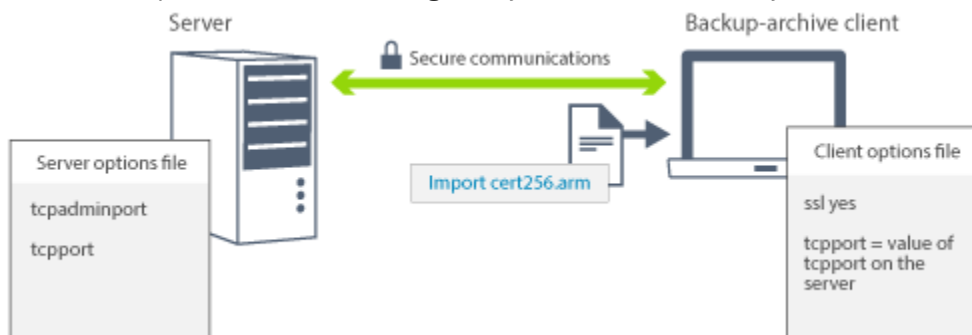 Server
Backup-archive client
Secure communications
Server options file
tcpadminport
tcpport
Import cert256.arm
Client options file
ssl yes
tcpport = value of
tcpport on the
server